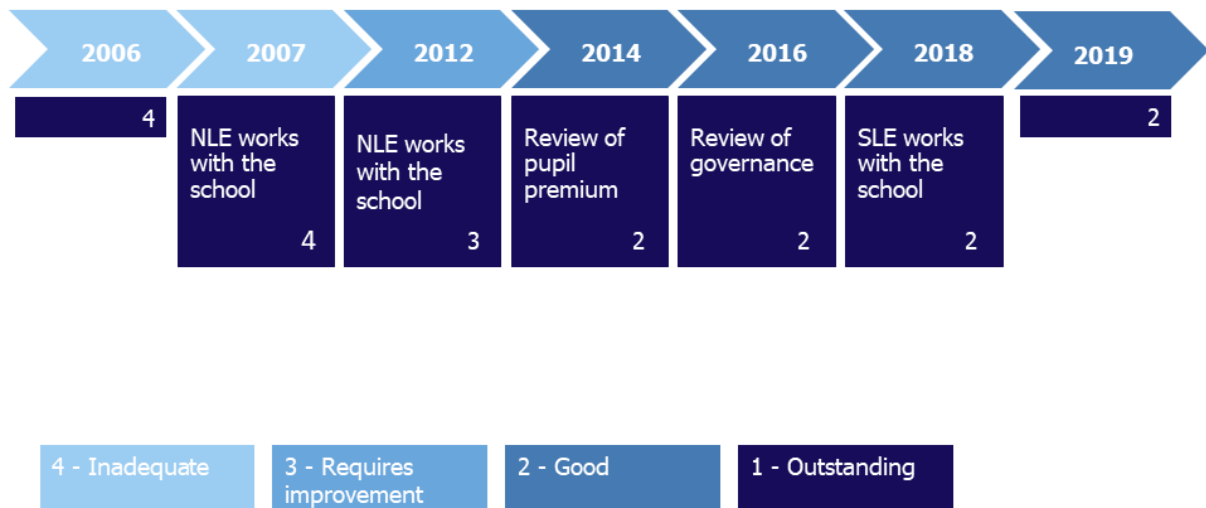 2006
2007
2012
2014
2016
2018
2019
4
NLE works
with the
school
4
NLE works
with the
school
3
Review of
pupil
premium
2
Review of
governance
2
SLE works
with the
school
2
2
4 - Inadequate
3 - Requires
improvement
2 - Good
1 - Outstanding